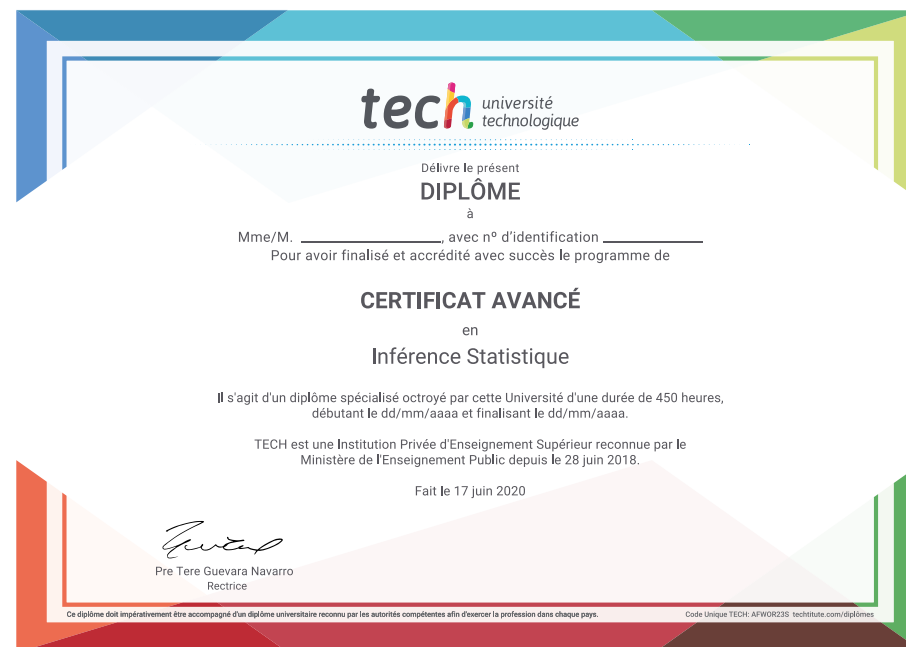 tech université
technologique
Délivre le présent
DIPLÔME
à
Mme/M. ____________________, avec nº d'identification ______________
Pour avoir finalisé et accrédité avec succès le programme de
CERTIFICAT AVANCÉ
en
Inférence Statistique
Il s'agit d'un diplôme spécialisé octroyé par cette Université d'une durée de 450 heures,
débutant le dd/mm/aaaa et finalisant le dd/mm/aaaa.
TECH est une Institution Privée d'Enseignement Supérieur reconnue par le
Ministère de l'Enseignement Public depuis le 28 juin 2018.
Fait le 17 juin 2020
Pre Tere Guevara Navarro
Rectrice
Ce diplôme doit impérativement être accompagné d'un diplôme universitaire reconnu par les autorités compétentes afin d'exercer la profession dans chaque pays.
Code Unique TECH: AFWOR23S techtitute.com/diplômes